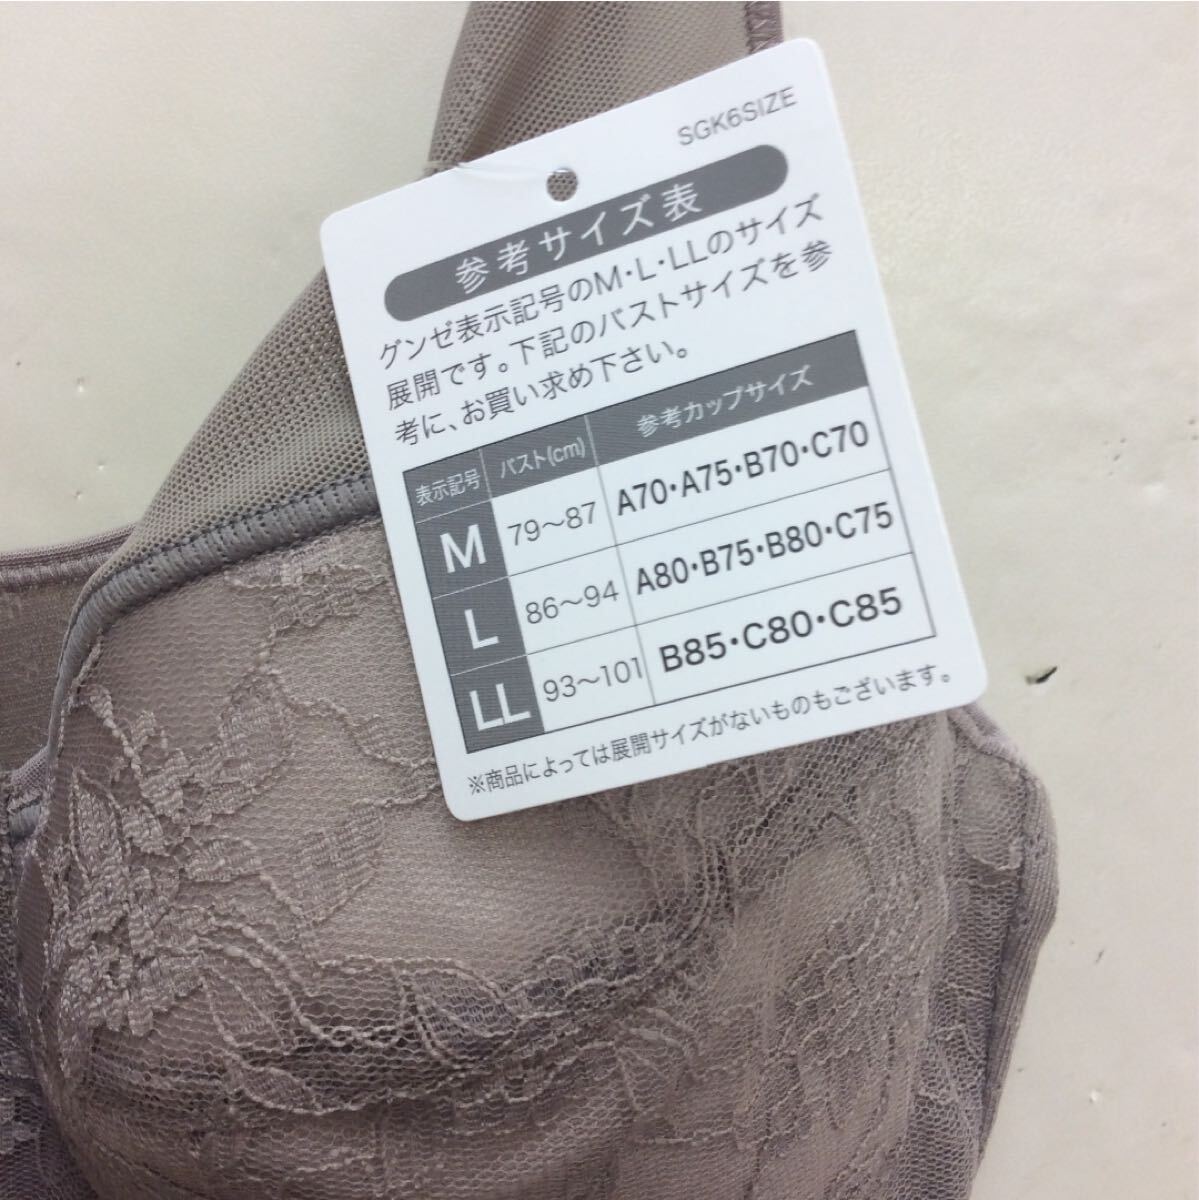 SGK6SIZE
参考サイズ表
グンゼ表示記号のM・L・LLのサイズ
展開です。下記のバストサイズを参
考に、お買い求め下さい。
表示記号 バスト(cm) 参考カップサイズ
M 79〜87 A70・A75・B70・C70
L 86〜94 A80・B75・B80・C75
LL 93〜101 B85・C80・C85
※商品によっては展開サイズがないものもございます。